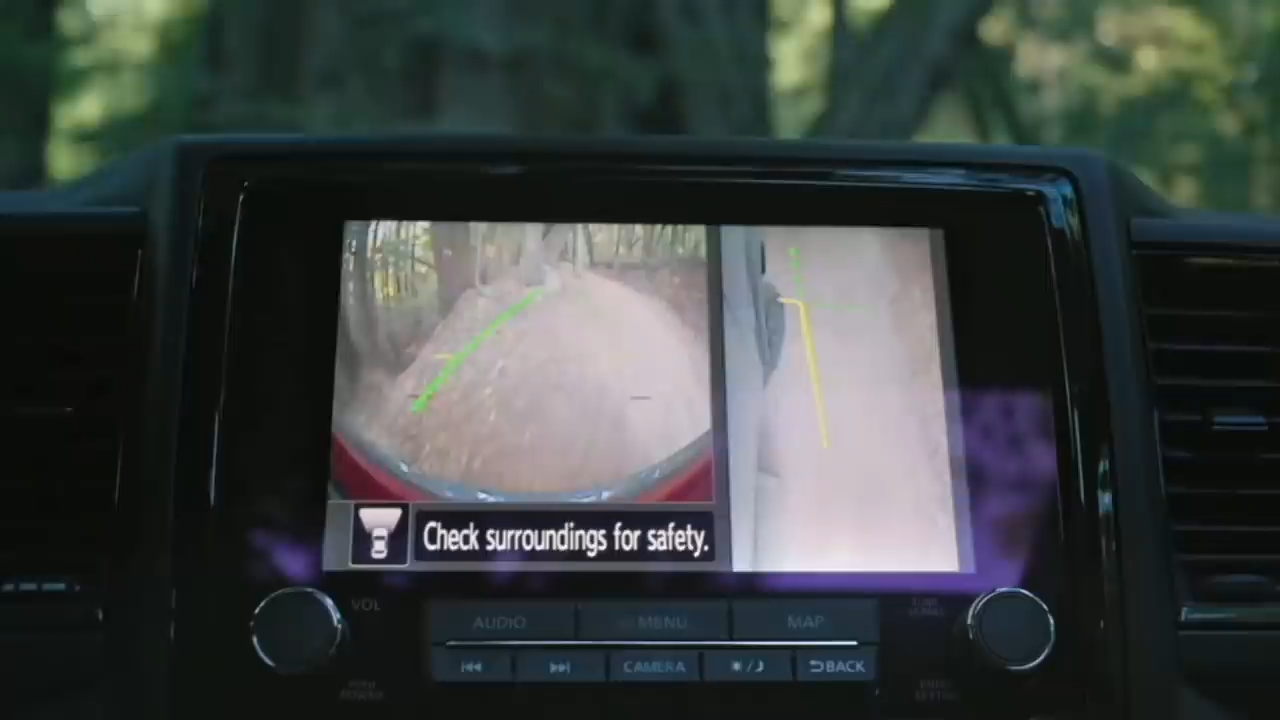 Check surroundings for safety.
VOL
AUDIO
MENU
MAP
CAMERA
BACK